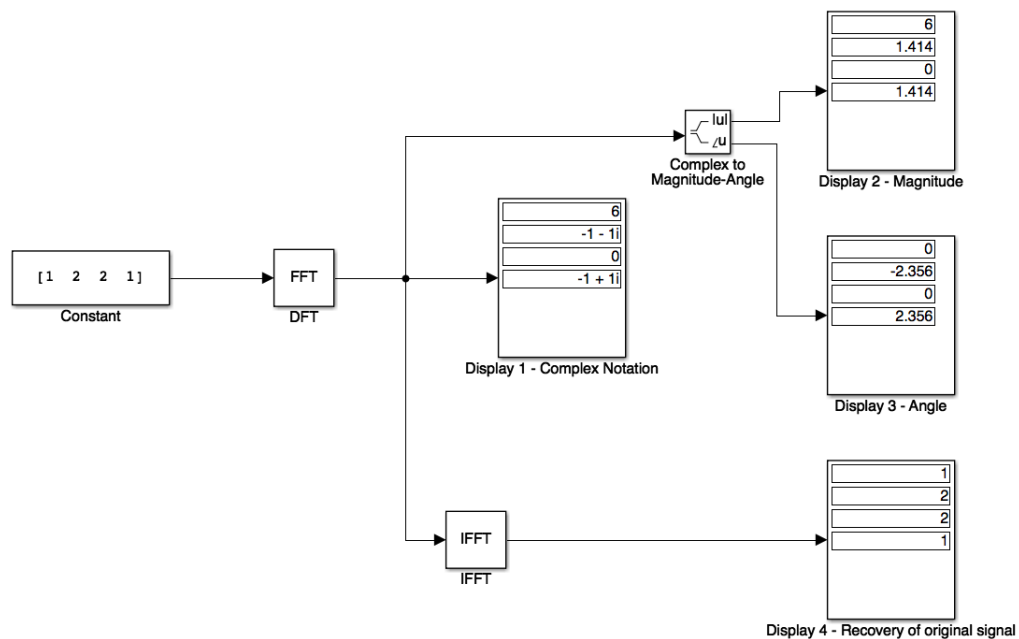 6
1.414
0
1.414
Display 2 - Magnitude
|u|
∠u
Complex to
Magnitude-Angle
6
-1 - 1i
0
-1 + 1i
Display 1 - Complex Notation
[1 2 2 1]
Constant
FFT
DFT
0
-2.356
0
2.356
Display 3 - Angle
IFFT
IFFT
1
2
2
1
Display 4 - Recovery of original signal